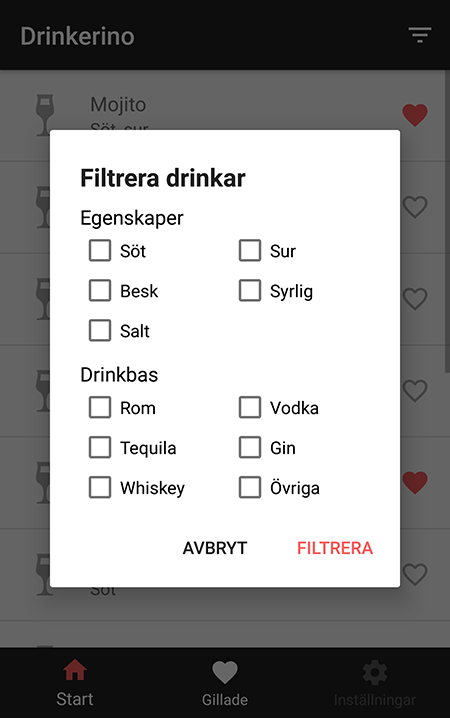 Drinkerino
Mojito
Söt, sur
Filtrera drinkar
Egenskaper
Söt Sur
Besk Syrlig
Salt
Drinkbas
Rom Vodka
Tequila Gin
Whiskey Övriga
AVBRYT FILTRERA
Söt
Start Gillade Inställningar